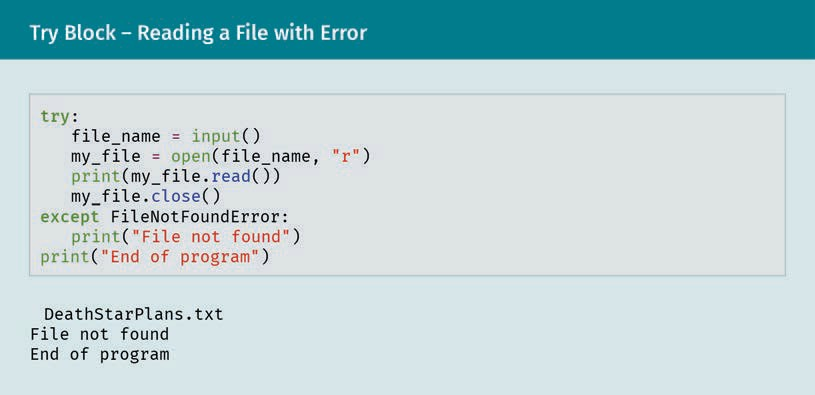 Try Block – Reading a File with Error
try:
   file_name = input()
   my_file = open(file_name, "r")
   print(my_file.read())
   my_file.close()
except FileNotFoundError:
   print("File not found")
print("End of program")
DeathStarPlans.txt
File not found
End of program